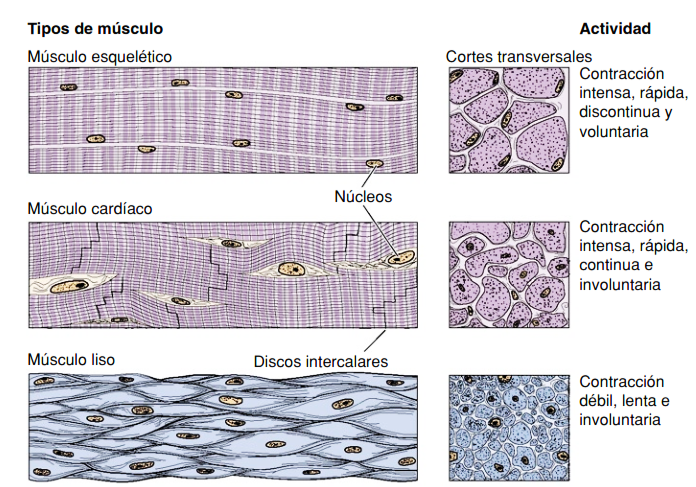 Tipos de músculo
Actividad
Músculo esquelético
Cortes transversales
Contracción
intensa, rápida,
discontinua y
voluntaria
Núcleos
Músculo cardíaco
Contracción
intensa, rápida,
continua e
involuntaria
Discos intercalares
Músculo liso
Contracción
débil, lenta e
involuntaria